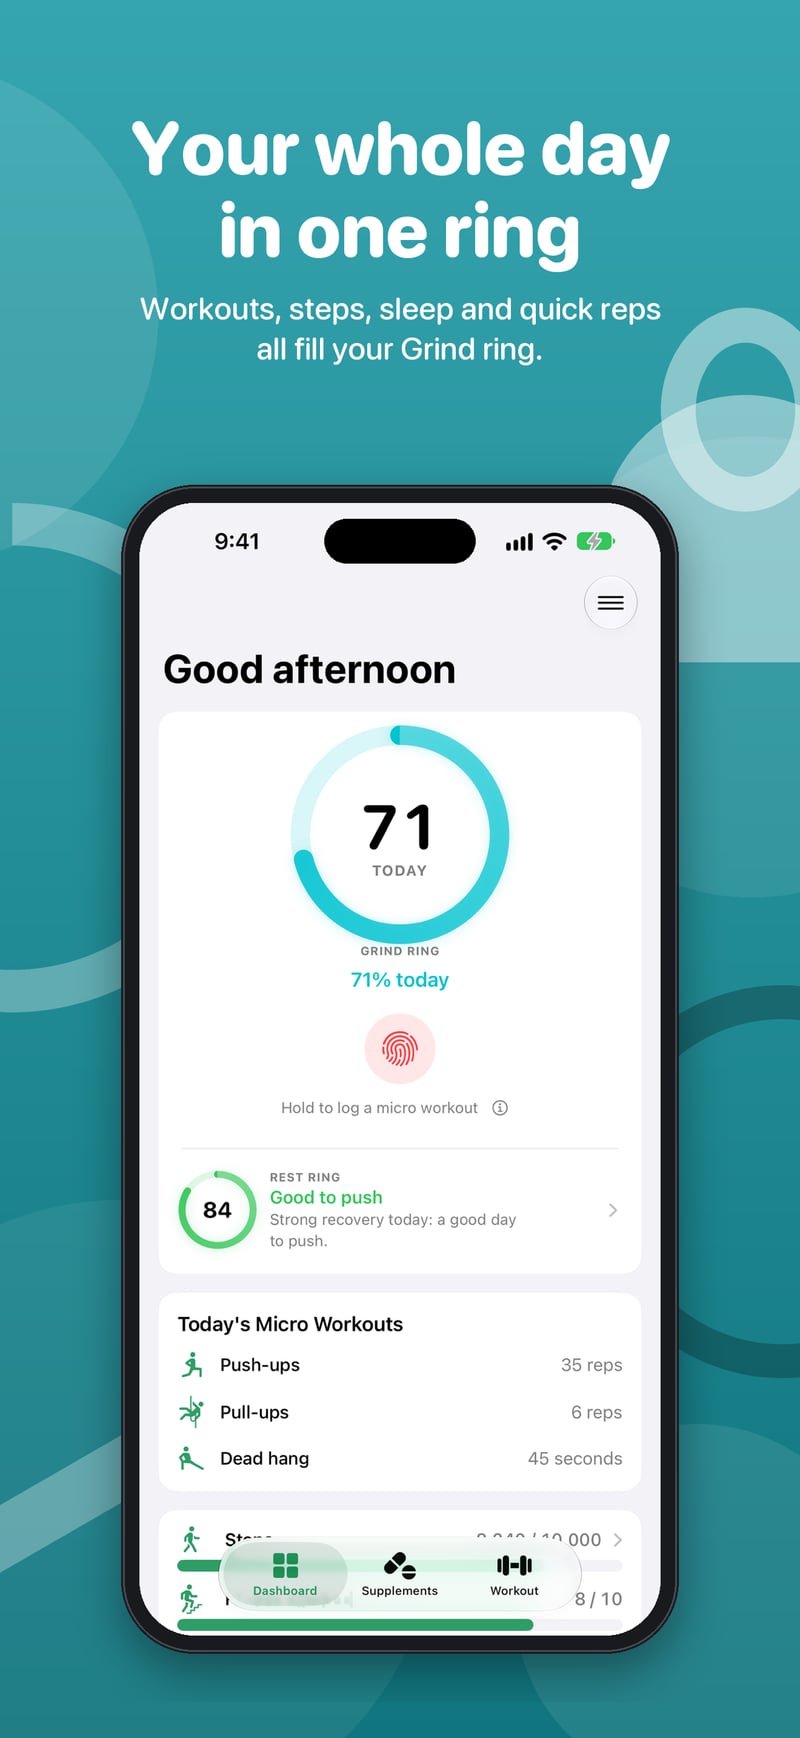 Your whole day
in one ring
Workouts, steps, sleep and quick reps
all fill your Grind ring.
9:41
Good afternoon
71
TODAY
GRIND RING
71% today
Hold to log a micro workout
REST RING
84
Good to push
Strong recovery today: a good day
to push.
Today's Micro Workouts
Push-ups 35 reps
Pull-ups 6 reps
Dead hang 45 seconds
Steps 10 000
8 / 10
Dashboard Supplements Workout